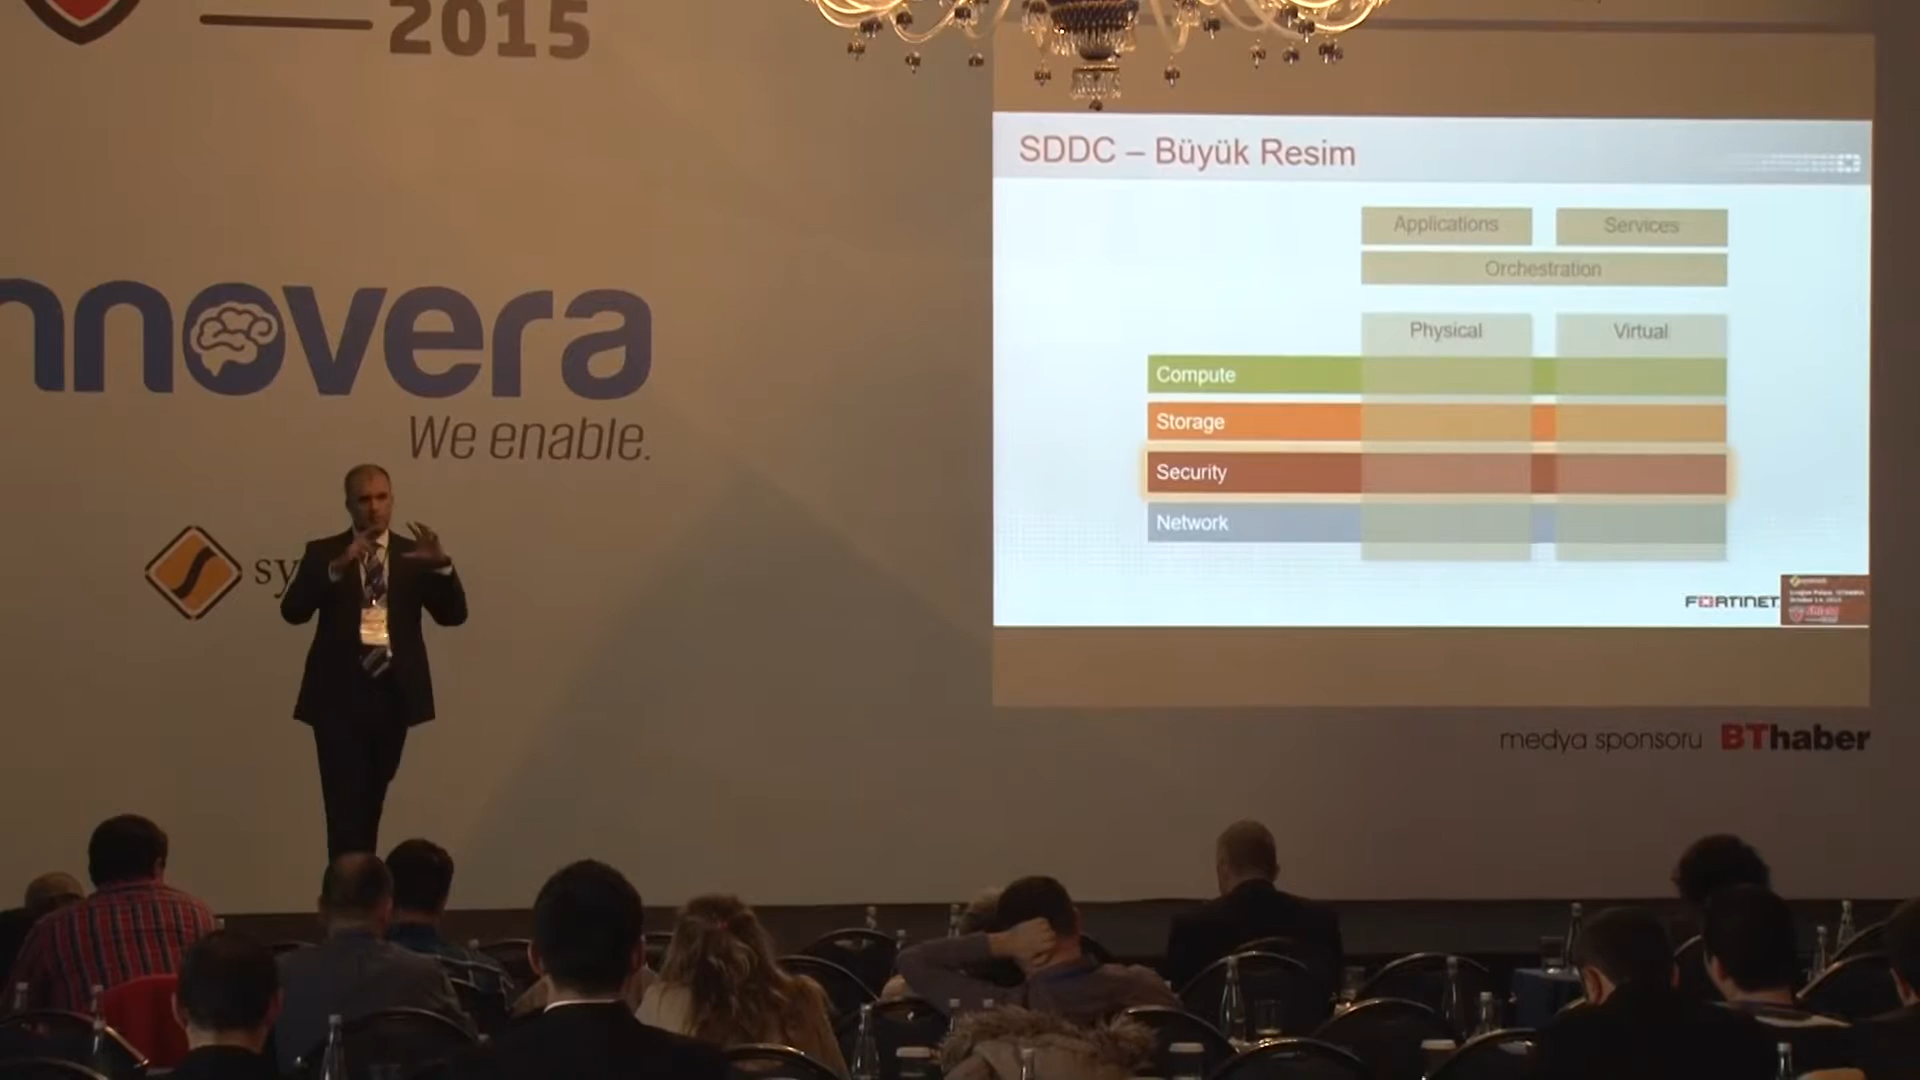 2015
nnovera
We enable.
sy
SDDC – Büyük Resim
Applications
Services
Orchestration
Physical
Virtual
Compute
Storage
Security
Network
FORTINET
medya sponsoru BThaber